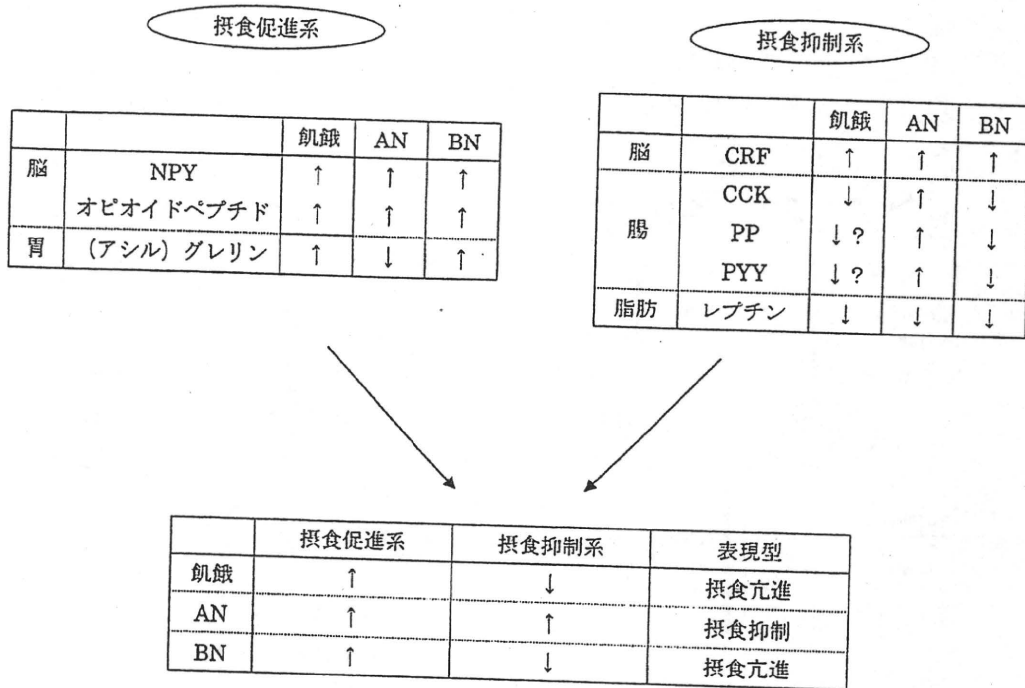 摂食促進系
飢餓 AN BN
脳 NPY ↑ ↑ ↑
オピオイドペプチド ↑ ↑ ↑
胃 (アシル) グレリン ↑ ↓ ↑
摂食抑制系
飢餓 AN BN
脳 CRF ↑ ↑ ↑
腸 CCK ↓ ↑ ↓
PP ↓? ↑ ↓
PYY ↓? ↑ ↓
脂肪 レプチン ↓ ↓ ↓
摂食促進系 摂食抑制系 表現型
飢餓 ↑ ↓ 摂食亢進
AN ↑ ↑ 摂食抑制
BN ↑ ↓ 摂食亢進